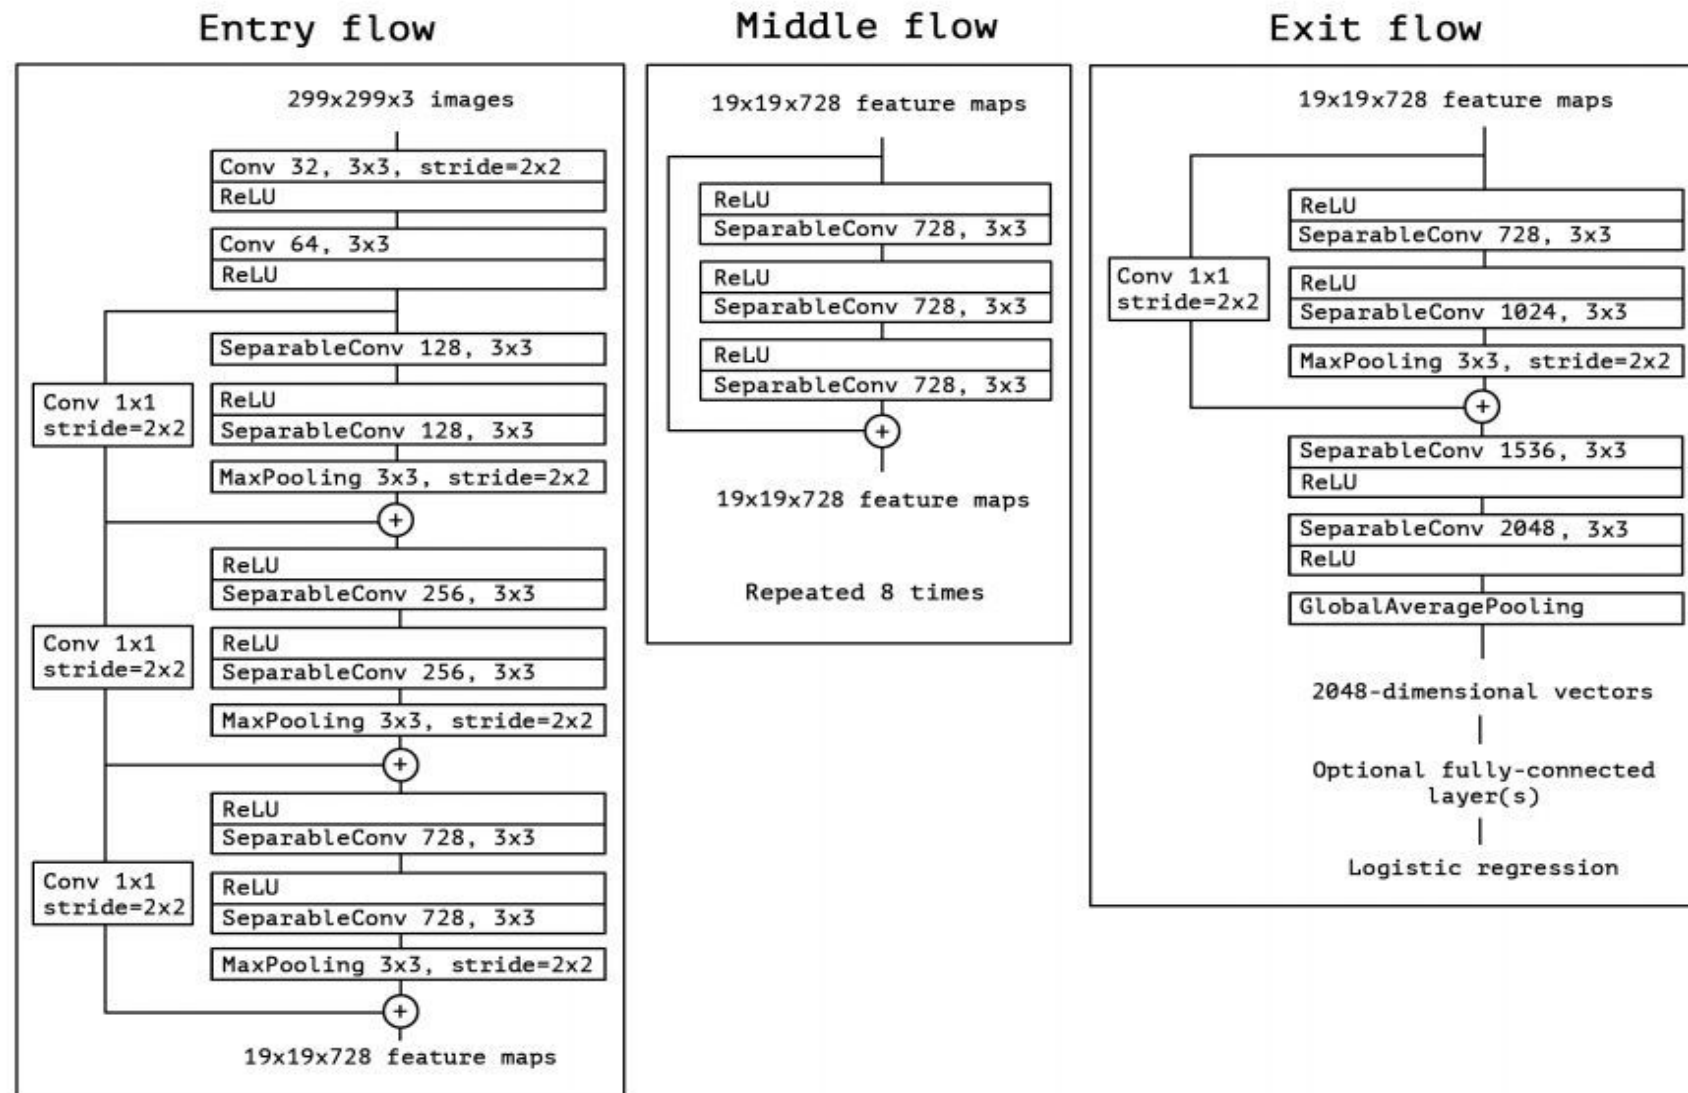 Entry flow
299x299x3 images
Conv 32, 3x3, stride=2x2
ReLU
Conv 64, 3x3
ReLU
SeparableConv 128, 3x3
Conv 1x1
stride=2x2
ReLU
SeparableConv 128, 3x3
MaxPooling 3x3, stride=2x2
+
ReLU
SeparableConv 256, 3x3
Conv 1x1
stride=2x2
ReLU
SeparableConv 256, 3x3
MaxPooling 3x3, stride=2x2
+
ReLU
SeparableConv 728, 3x3
Conv 1x1
stride=2x2
ReLU
SeparableConv 728, 3x3
MaxPooling 3x3, stride=2x2
+
19x19x728 feature maps
Middle flow
19x19x728 feature maps
ReLU
SeparableConv 728, 3x3
ReLU
SeparableConv 728, 3x3
ReLU
SeparableConv 728, 3x3
+
19x19x728 feature maps
Repeated 8 times
Exit flow
19x19x728 feature maps
ReLU
SeparableConv 728, 3x3
Conv 1x1
stride=2x2
ReLU
SeparableConv 1024, 3x3
MaxPooling 3x3, stride=2x2
+
SeparableConv 1536, 3x3
ReLU
SeparableConv 2048, 3x3
ReLU
GlobalAveragePooling
2048-dimensional vectors
Optional fully-connected
layer(s)
Logistic regression